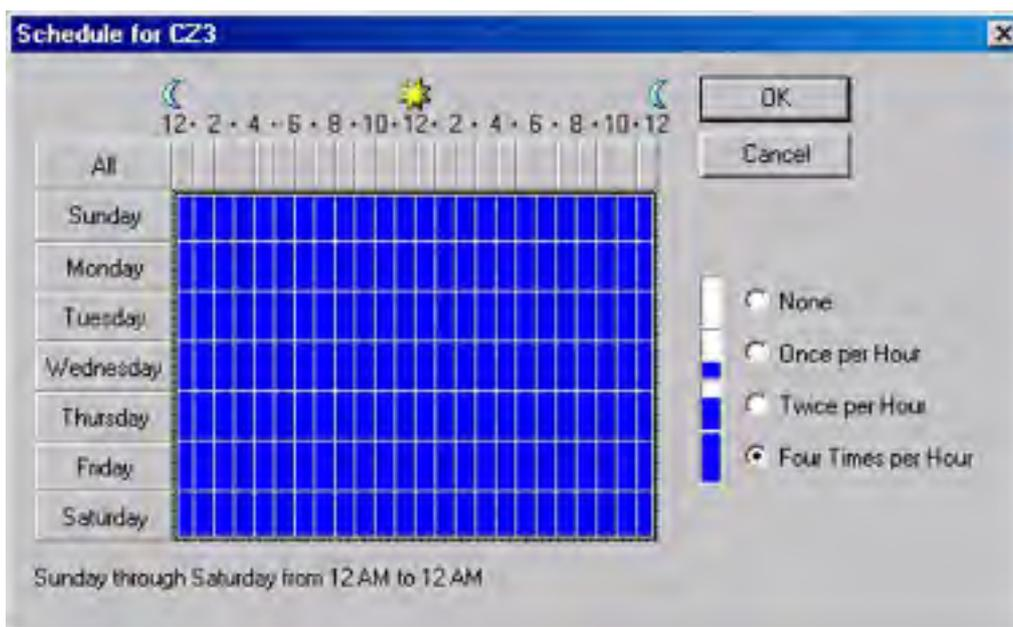 Schedule for CZ3
OK
Cancel
12 · 2 · 4 · 6 · 8 · 10 · 12 · 2 · 4 · 6 · 8 · 10 · 12
All
Sunday
Monday
Tuesday
Wednesday
Thursday
Friday
Saturday
None
Once per Hour
Twice per Hour
Four Times per Hour
Sunday through Saturday from 12 AM to 12 AM